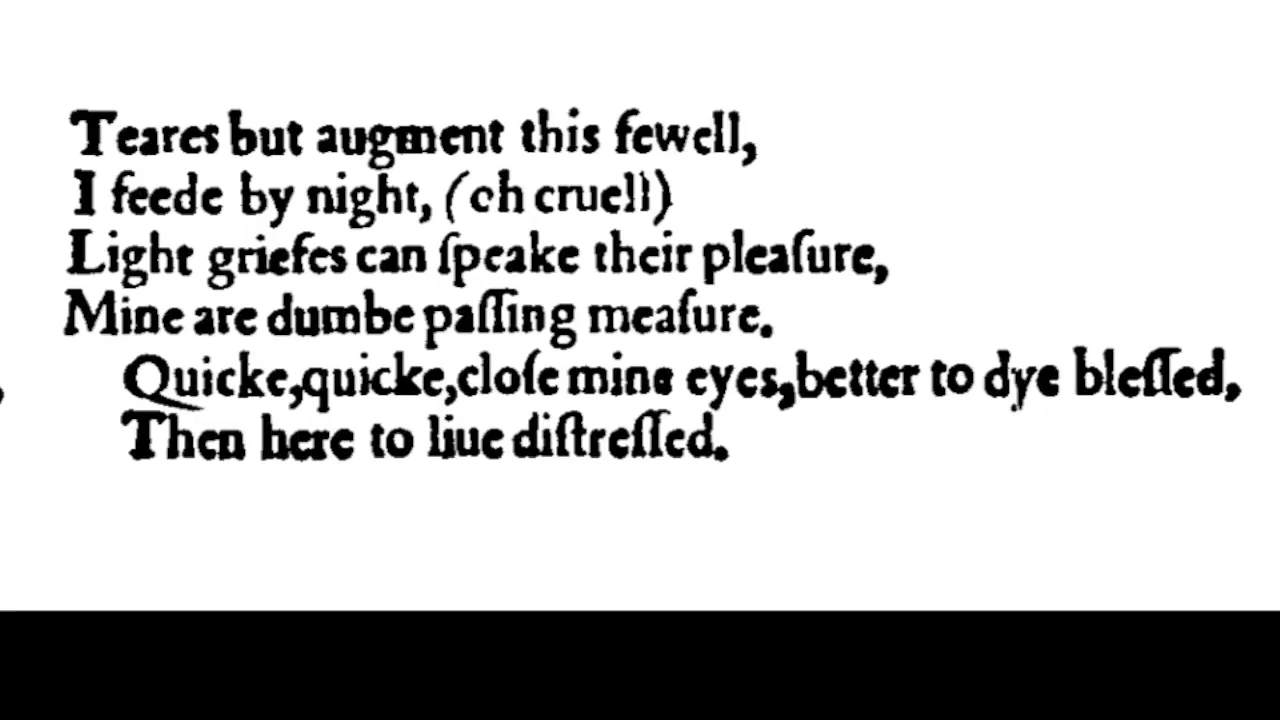 Teares but augment this fewell,
I feede by night, (oh cruell)
Light griefes can ſpeake their pleaſure,
Mine are dumbe paſſing meaſure.
Quicke,quicke,cloſe mine eyes,better to dye bleſſed,
Then here to liue diſtreſſed.